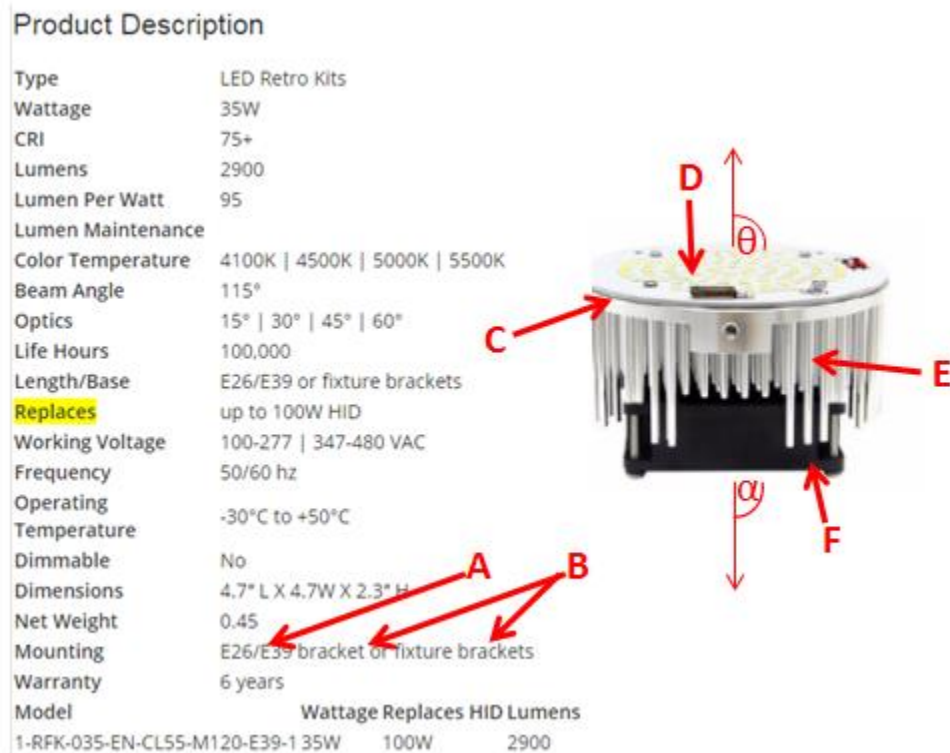 Product Description
Type LED Retro Kits
Wattage 35W
CRI 75+
Lumens 2900
Lumen Per Watt 95
Lumen Maintenance
Color Temperature 4100K | 4500K | 5000K | 5500K
Beam Angle 115°
Optics 15° | 30° | 45° | 60°
Life Hours 100,000
Length/Base E26/E39 or fixture brackets
Replaces up to 100W HID
Working Voltage 100-277 | 347-480 VAC
Frequency 50/60 hz
Operating
Temperature -30°C to +50°C
Dimmable No
Dimensions 4.7" L X 4.7W X 2.3" H
Net Weight 0.45
Mounting E26/E39 bracket or fixture brackets
Warranty 6 years
Model Wattage Replaces HID Lumens
1-RFK-035-EN-CL55-M120-E39-1 35W 100W 2900
A
B
D
θ
C
E
α
F